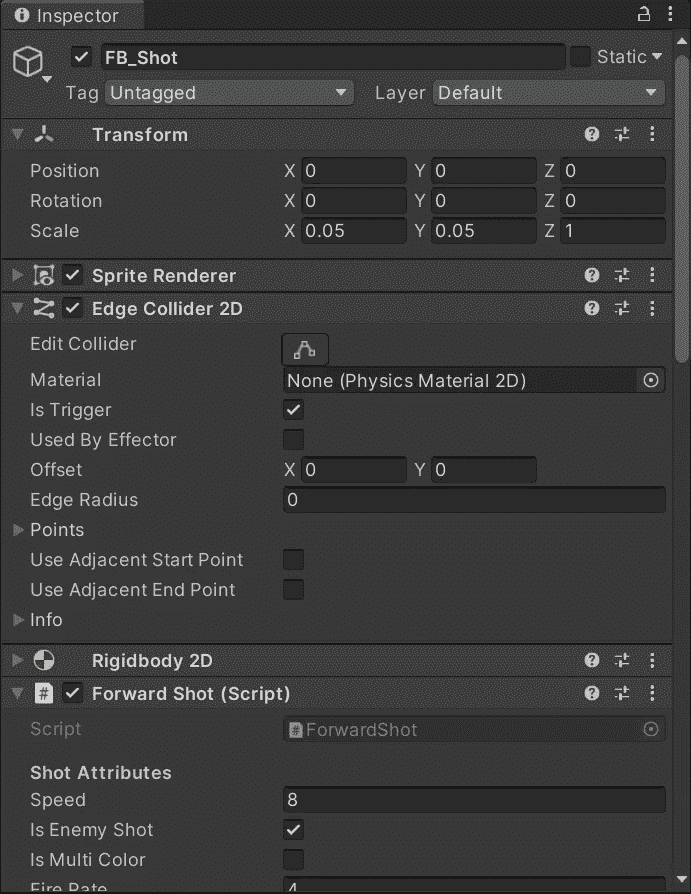 Inspector
FB_Shot Static
Tag Untagged Layer Default
Transform
Position X 0 Y 0 Z 0
Rotation X 0 Y 0 Z 0
Scale X 0.05 Y 0.05 Z 1
Sprite Renderer
Edge Collider 2D
Edit Collider
Material None (Physics Material 2D)
Is Trigger
Used By Effector
Offset X 0 Y 0
Edge Radius 0
Points
Use Adjacent Start Point
Use Adjacent End Point
Info
Rigidbody 2D
# Forward Shot (Script)
Script # ForwardShot
Shot Attributes
Speed 8
Is Enemy Shot
Is Multi Color
Fire Rate 4